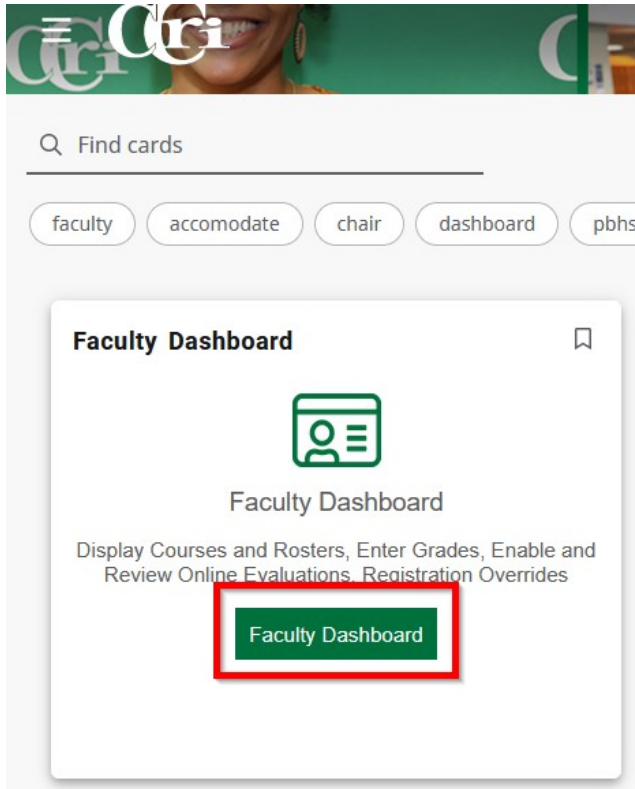 CCri
Find cards
faculty accomodate chair dashboard pbhs
Faculty Dashboard
Faculty Dashboard
Display Courses and Rosters, Enter Grades, Enable and
Review Online Evaluations, Registration Overrides
Faculty Dashboard